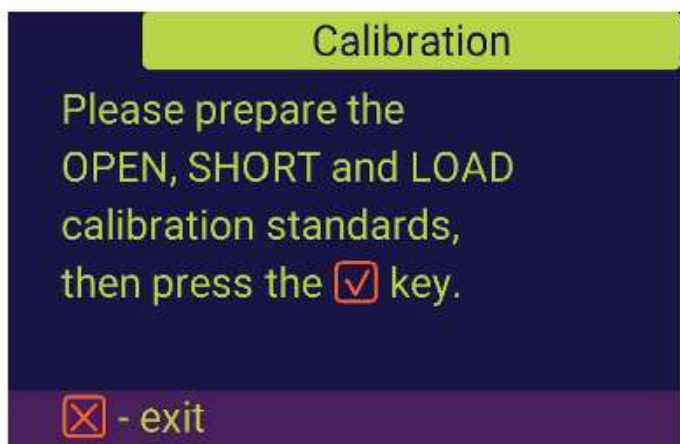 Calibration
Please prepare the
OPEN, SHORT and LOAD
calibration standards,
then press the ☑ key.
☒ - exit